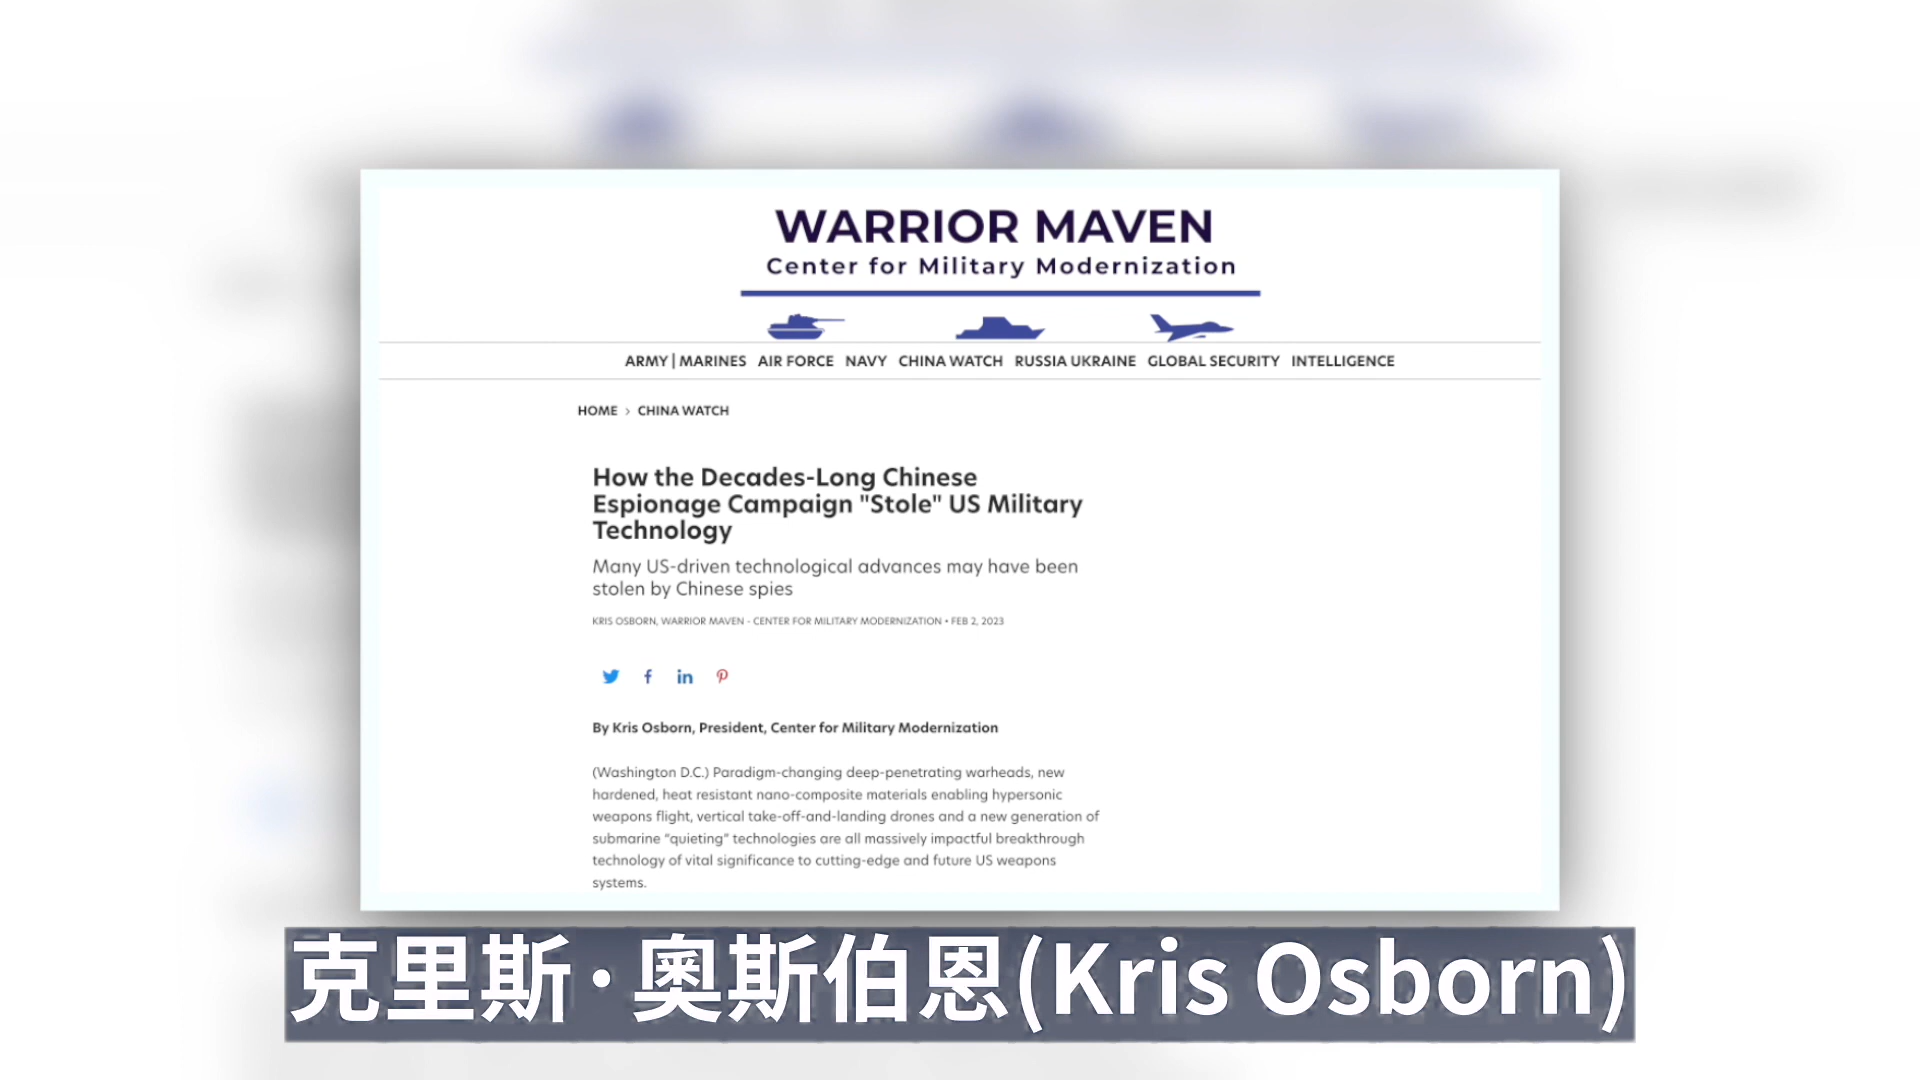 WARRIOR MAVEN
Center for Military Modernization
ARMY | MARINES AIR FORCE NAVY CHINA WATCH RUSSIA UKRAINE GLOBAL SECURITY INTELLIGENCE
HOME > CHINA WATCH
How the Decades-Long Chinese
Espionage Campaign "Stole" US Military
Technology
Many US-driven technological advances may have been
stolen by Chinese spies
KRIS OSBORN, WARRIOR MAVEN - CENTER FOR MILITARY MODERNIZATION • FEB 2, 2023
By Kris Osborn, President, Center for Military Modernization
(Washington D.C.) Paradigm-changing deep-penetrating warheads, new
hardened, heat resistant nano-composite materials enabling hypersonic
weapons flight, vertical take-off-and-landing drones and a new generation of
submarine “quieting” technologies are all massively impactful breakthrough
technology of vital significance to cutting-edge and future US weapons
systems.
克里斯·奧斯伯恩(Kris Osborn)